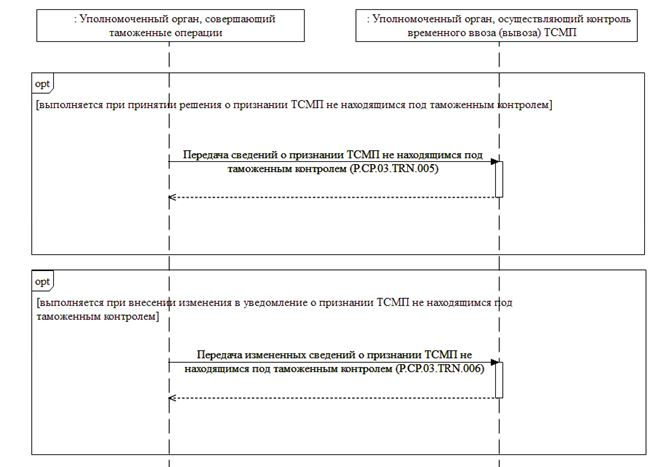 : Уполномоченный орган, совершающий
таможенные операции
: Уполномоченный орган, осуществляющий контроль
временного ввоза (вывоза) ТСМП
opt
[выполняется при принятии решения о признании ТСМП не находящимся под таможенным контролем]
Передача сведений о признании ТСМП не находящимся под
таможенным контролем (P.CP.03.TRN.005)
opt
[выполняется при внесении изменения в уведомление о признании ТСМП не находящимся под
таможенным контролем]
Передача измененных сведений о признании ТСМП не
находящимся под таможенным контролем (P.CP.03.TRN.006)